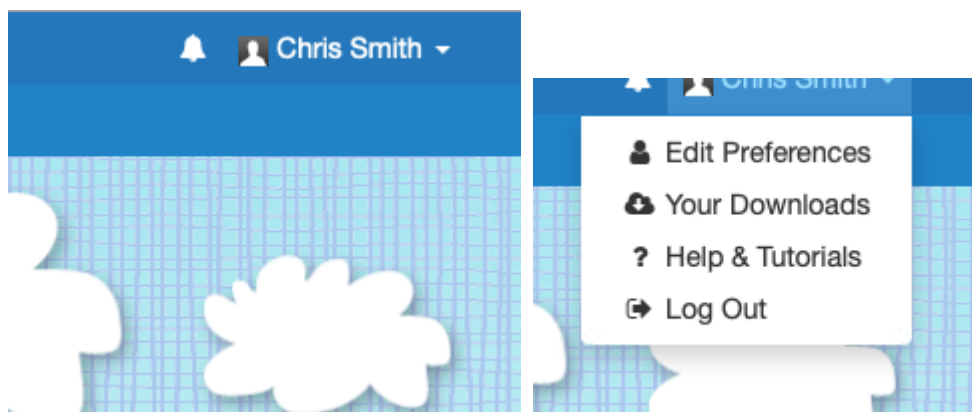 Chris Smith
Chris Smith
Edit Preferences
Your Downloads
? Help & Tutorials
Log Out